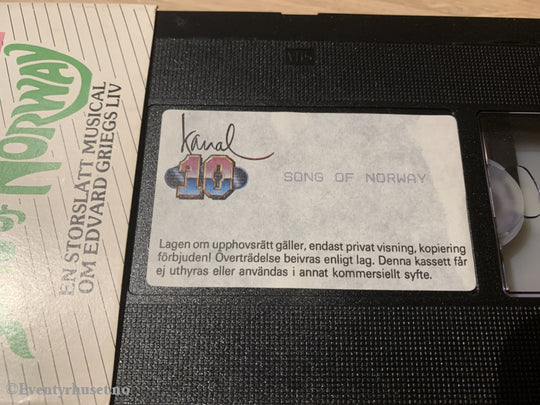 of NORWAY
EN STORSLÅTT MUSICAL
OM EDVARD GRIEGS LIV
VHS
Kanal
10
SONG OF NORWAY
Lagen om upphovsrätt gäller, endast privat visning, kopiering
förbjuden! Överträdelse beivras enligt lag. Denna kassett får
ej uthyras eller användas i annat kommersiellt syfte.
©Eventyrhuset.no